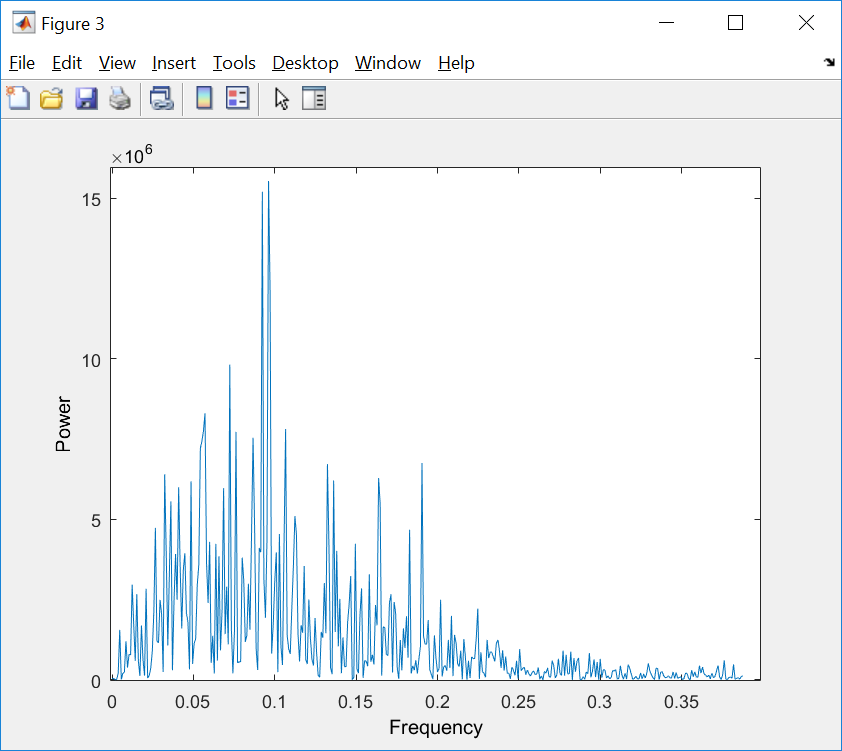 Figure 3
File Edit View Insert Tools Desktop Window Help
×10^6
15
10
5
0
Power
0 0.05 0.1 0.15 0.2 0.25 0.3 0.35
Frequency